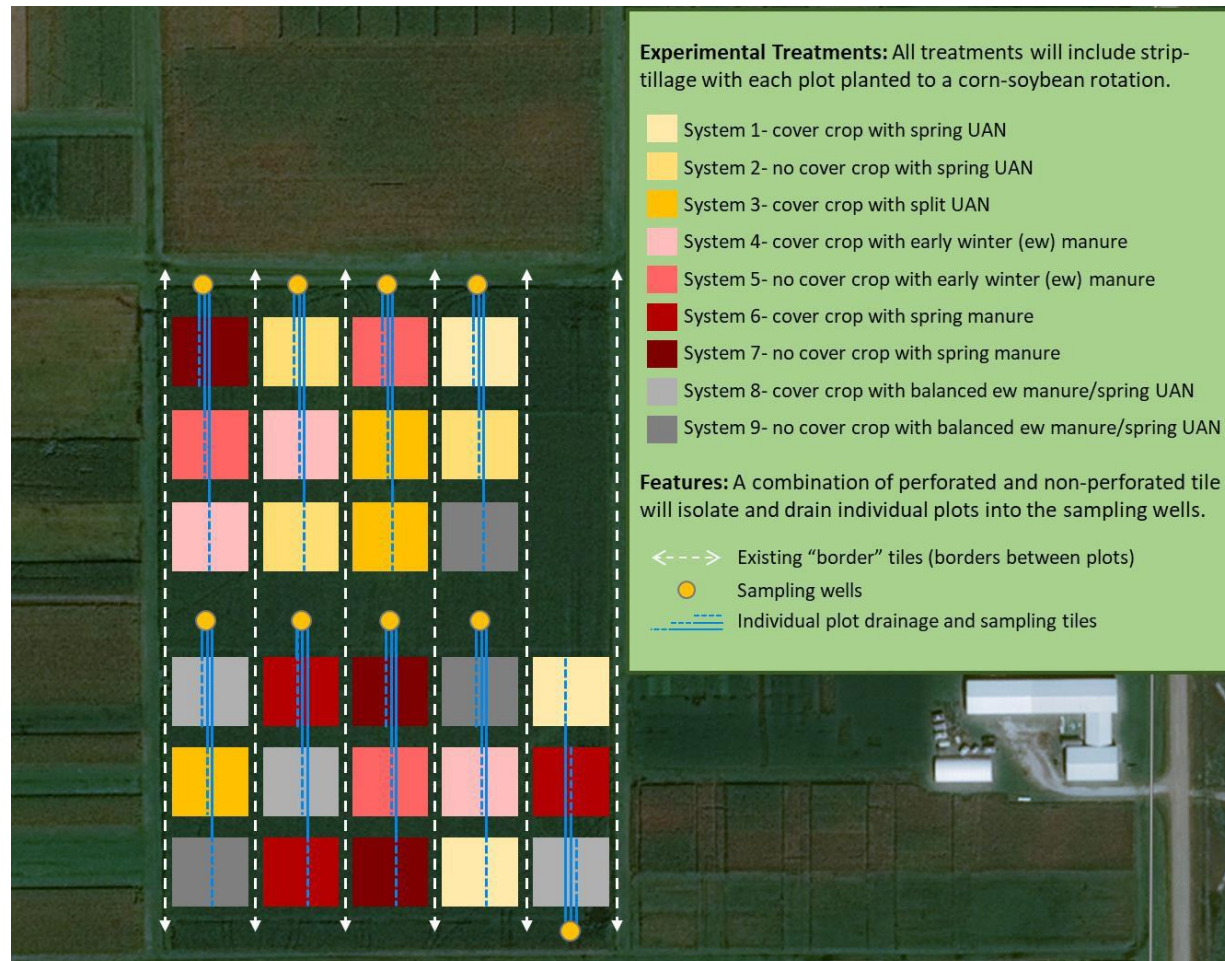 Experimental Treatments: All treatments will include strip-
tillage with each plot planted to a corn-soybean rotation.
System 1- cover crop with spring UAN
System 2- no cover crop with spring UAN
System 3- cover crop with split UAN
System 4- cover crop with early winter (ew) manure
System 5- no cover crop with early winter (ew) manure
System 6- cover crop with spring manure
System 7- no cover crop with spring manure
System 8- cover crop with balanced ew manure/spring UAN
System 9- no cover crop with balanced ew manure/spring UAN
Features: A combination of perforated and non-perforated tile
will isolate and drain individual plots into the sampling wells.
Existing “border” tiles (borders between plots)
Sampling wells
Individual plot drainage and sampling tiles